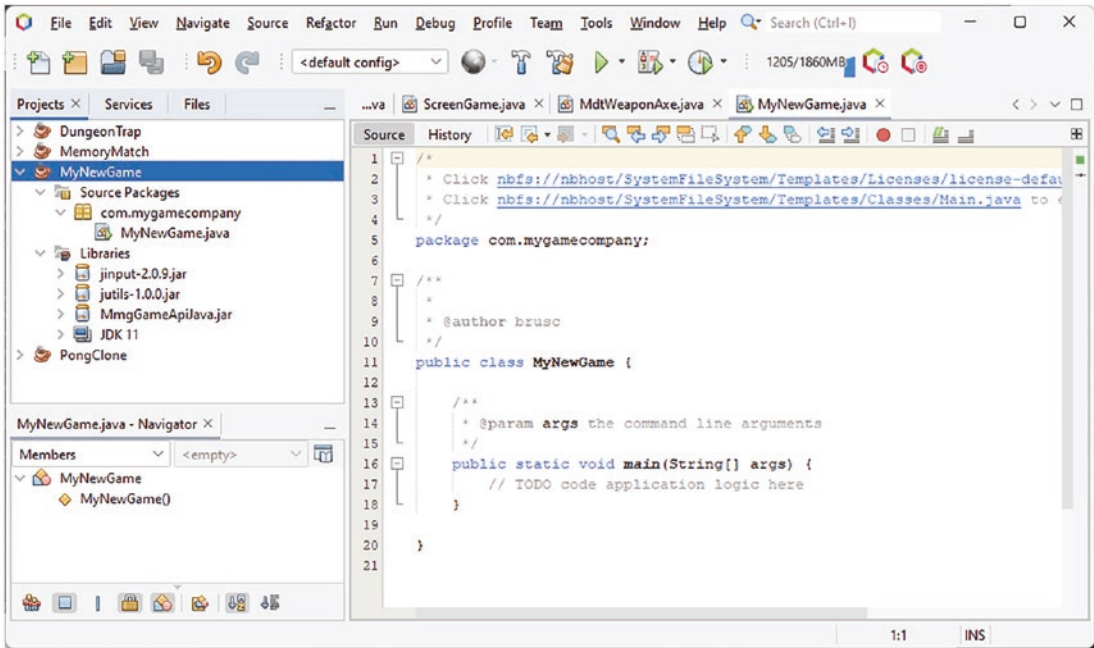 File Edit View Navigate Source Refactor Run Debug Profile Team Tools Window Help Search (Ctrl+I)
<default config> 1205/1860MB
Projects Services Files
DungeonTrap
MemoryMatch
MyNewGame
Source Packages
com.mygamecompany
MyNewGame.java
Libraries
jinput-2.0.9.jar
jutils-1.0.0.jar
MmgGameApiJava.jar
JDK 11
PongClone
MyNewGame.java - Navigator
Members <empty>
MyNewGame
MyNewGame()
...va ScreenGame.java MdtWeaponAxe.java MyNewGame.java
Source History
1 /*
2 * Click nbfs://nbhost/SystemFileSystem/Templates/Licenses/license-defau
3 * Click nbfs://nbhost/SystemFileSystem/Templates/Classes/Main.java to e
4 */
5 package com.mygamecompany;
6
7 /**
8 *
9 * @author brusc
10 */
11 public class MyNewGame {
12
13 /**
14 * @param args the command line arguments
15 */
16 public static void main(String[] args) {
17 // TODO code application logic here
18 }
19
20 }
21
1:1 INS